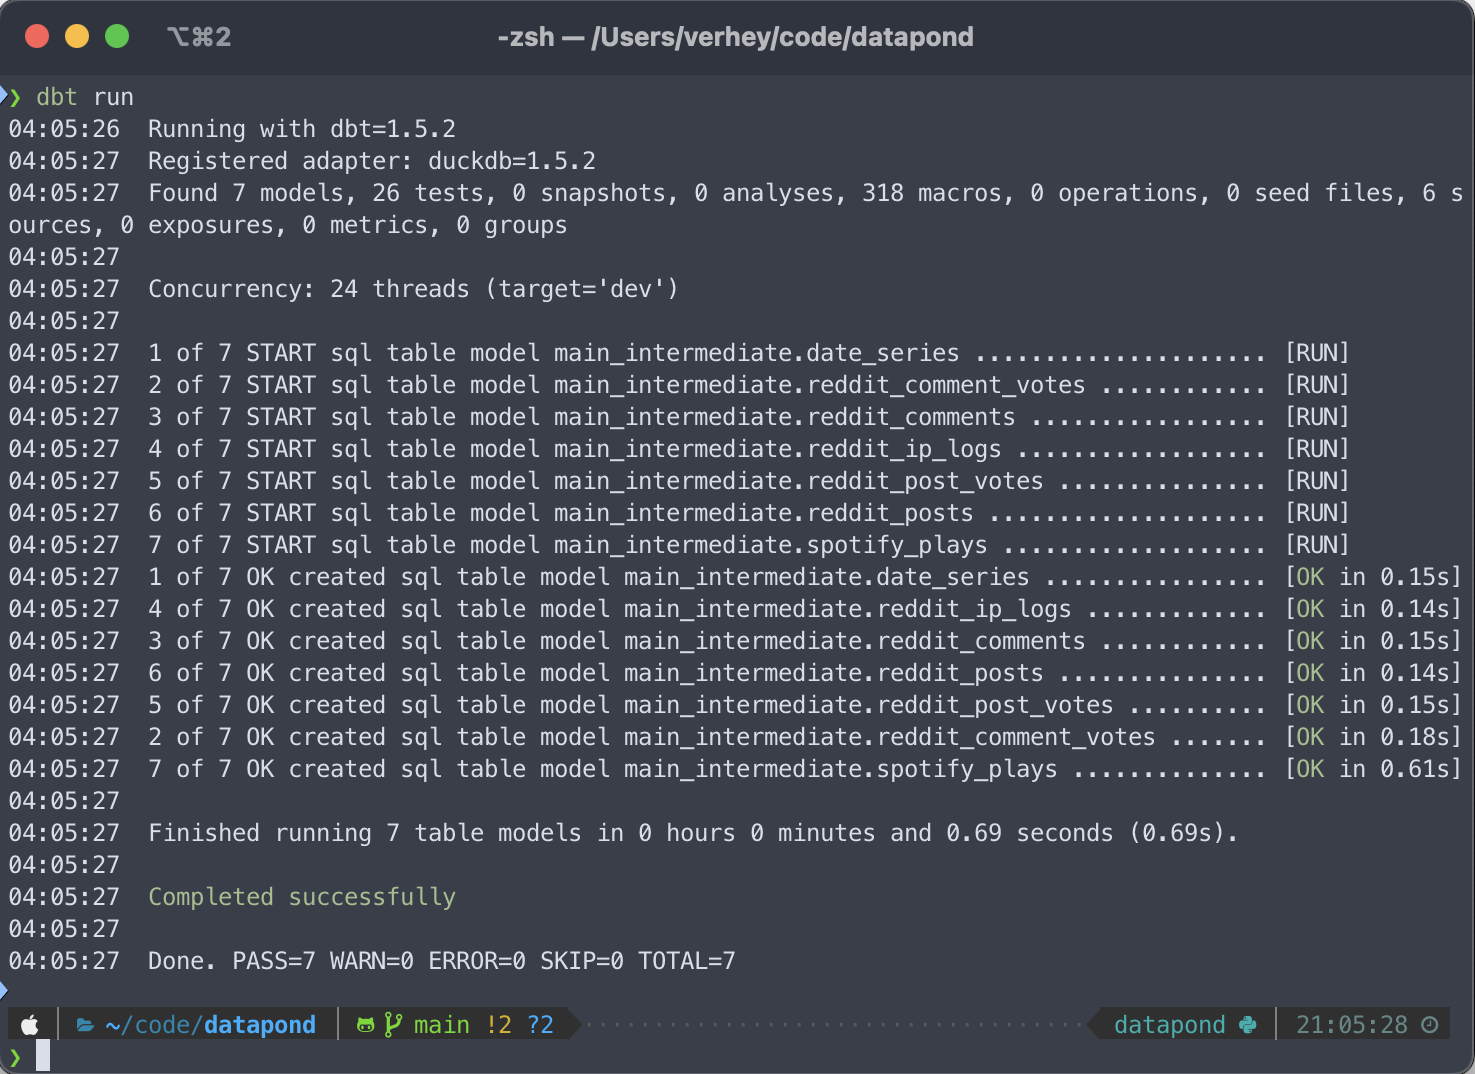 ⌥⌘2 -zsh — /Users/verhey/code/datapond
❯ dbt run
04:05:26  Running with dbt=1.5.2
04:05:27  Registered adapter: duckdb=1.5.2
04:05:27  Found 7 models, 26 tests, 0 snapshots, 0 analyses, 318 macros, 0 operations, 0 seed files, 6 s
ources, 0 exposures, 0 metrics, 0 groups
04:05:27
04:05:27  Concurrency: 24 threads (target='dev')
04:05:27
04:05:27  1 of 7 START sql table model main_intermediate.date_series ..................... [RUN]
04:05:27  2 of 7 START sql table model main_intermediate.reddit_comment_votes ............ [RUN]
04:05:27  3 of 7 START sql table model main_intermediate.reddit_comments ................. [RUN]
04:05:27  4 of 7 START sql table model main_intermediate.reddit_ip_logs .................. [RUN]
04:05:27  5 of 7 START sql table model main_intermediate.reddit_post_votes ............... [RUN]
04:05:27  6 of 7 START sql table model main_intermediate.reddit_posts .................... [RUN]
04:05:27  7 of 7 START sql table model main_intermediate.spotify_plays ................... [RUN]
04:05:27  1 of 7 OK created sql table model main_intermediate.date_series ................ [OK in 0.15s]
04:05:27  4 of 7 OK created sql table model main_intermediate.reddit_ip_logs ............. [OK in 0.14s]
04:05:27  3 of 7 OK created sql table model main_intermediate.reddit_comments ............ [OK in 0.15s]
04:05:27  6 of 7 OK created sql table model main_intermediate.reddit_posts ............... [OK in 0.14s]
04:05:27  5 of 7 OK created sql table model main_intermediate.reddit_post_votes .......... [OK in 0.15s]
04:05:27  2 of 7 OK created sql table model main_intermediate.reddit_comment_votes ....... [OK in 0.18s]
04:05:27  7 of 7 OK created sql table model main_intermediate.spotify_plays .............. [OK in 0.61s]
04:05:27
04:05:27  Finished running 7 table models in 0 hours 0 minutes and 0.69 seconds (0.69s).
04:05:27
04:05:27  Completed successfully
04:05:27
04:05:27  Done. PASS=7 WARN=0 ERROR=0 SKIP=0 TOTAL=7
~/code/datapond main !2 ?2 datapond 21:05:28
❯